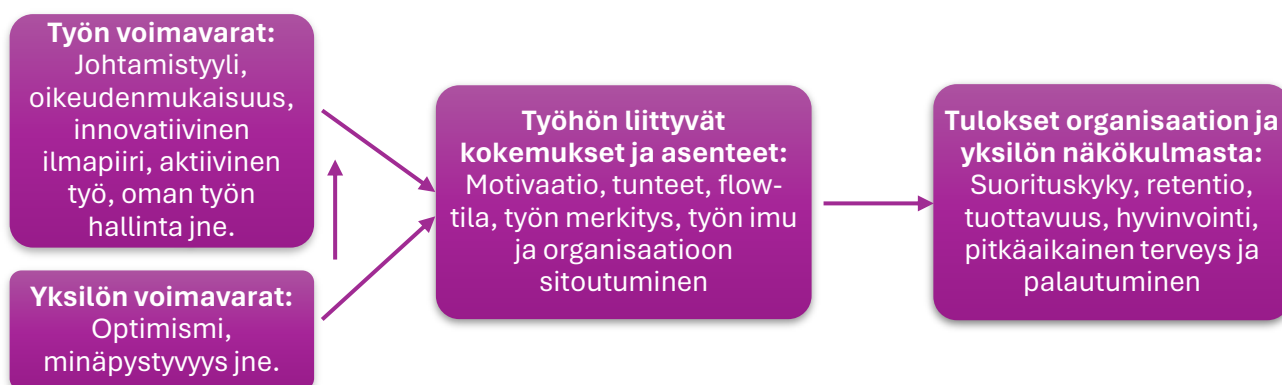 Työn voimavarat:
Johtamistyyli,
oikeudenmukaisuus,
innovatiivinen
ilmapiiri, aktiivinen
työ, oman työn
hallinta jne.
Yksilön voimavarat:
Optimismi,
minäpystyvyys jne.
Työhön liittyvät
kokemukset ja asenteet:
Motivaatio, tunteet, flow-
tila, työn merkitys, työn imu
ja organisaatioon
sitoutuminen
Tulokset organisaation ja
yksilön näkökulmasta:
Suorituskyky, retentio,
tuottavuus, hyvinvointi,
pitkäaikainen terveys ja
palautuminen